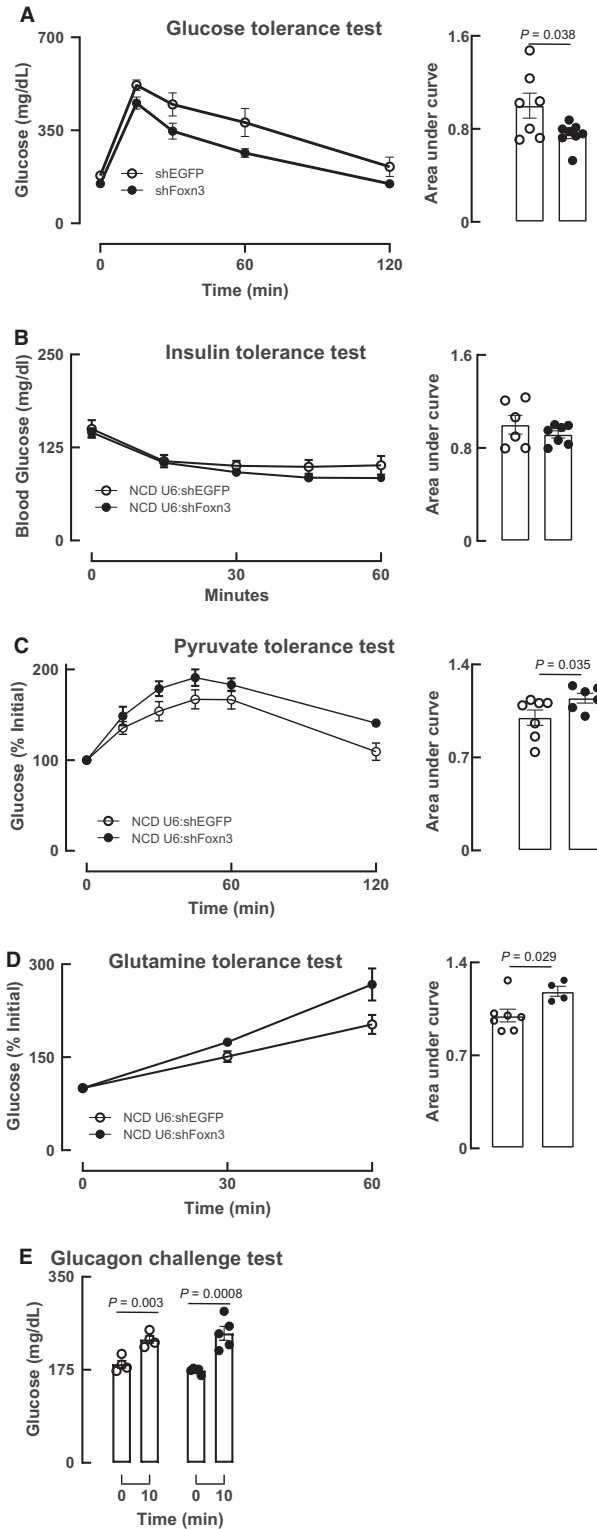 A
Glucose tolerance test
700
350
0
Glucose (mg/dL)
shEGFP
shFoxn3
0
60
120
Time (min)
P = 0.038
1.6
0.8
0
Area under curve
B
Insulin tolerance test
250
125
0
Blood Glucose (mg/dl)
NCD U6:shEGFP
NCD U6:shFoxn3
0
30
60
Minutes
1.6
0.8
0
Area under curve
C
Pyruvate tolerance test
200
100
0
Glucose (% Initial)
NCD U6:shEGFP
NCD U6:shFoxn3
0
60
120
Time (min)
P = 0.035
1.4
0.7
0
Area under curve
D
Glutamine tolerance test
300
150
0
Glucose (% Initial)
NCD U6:shEGFP
NCD U6:shFoxn3
0
30
60
Time (min)
P = 0.029
1.4
0.7
0
Area under curve
E
Glucagon challenge test
350
175
0
Glucose (mg/dL)
P = 0.003
P = 0.0008
0 10
0 10
Time (min)